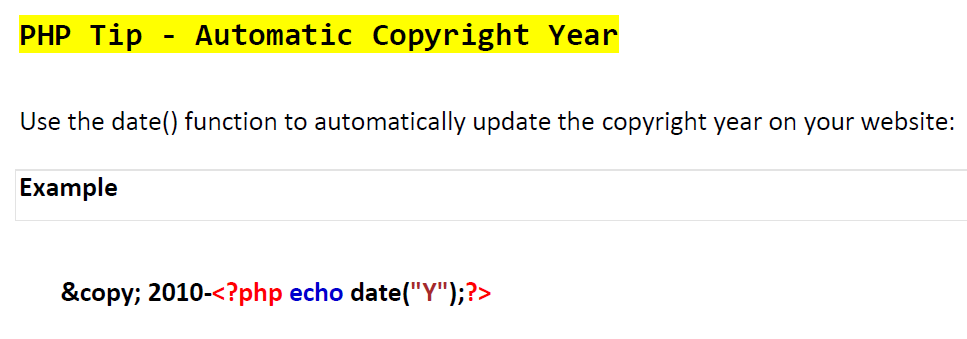 PHP Tip - Automatic Copyright Year
Use the date() function to automatically update the copyright year on your website:
Example
&copy; 2010-<?php echo date("Y");?>